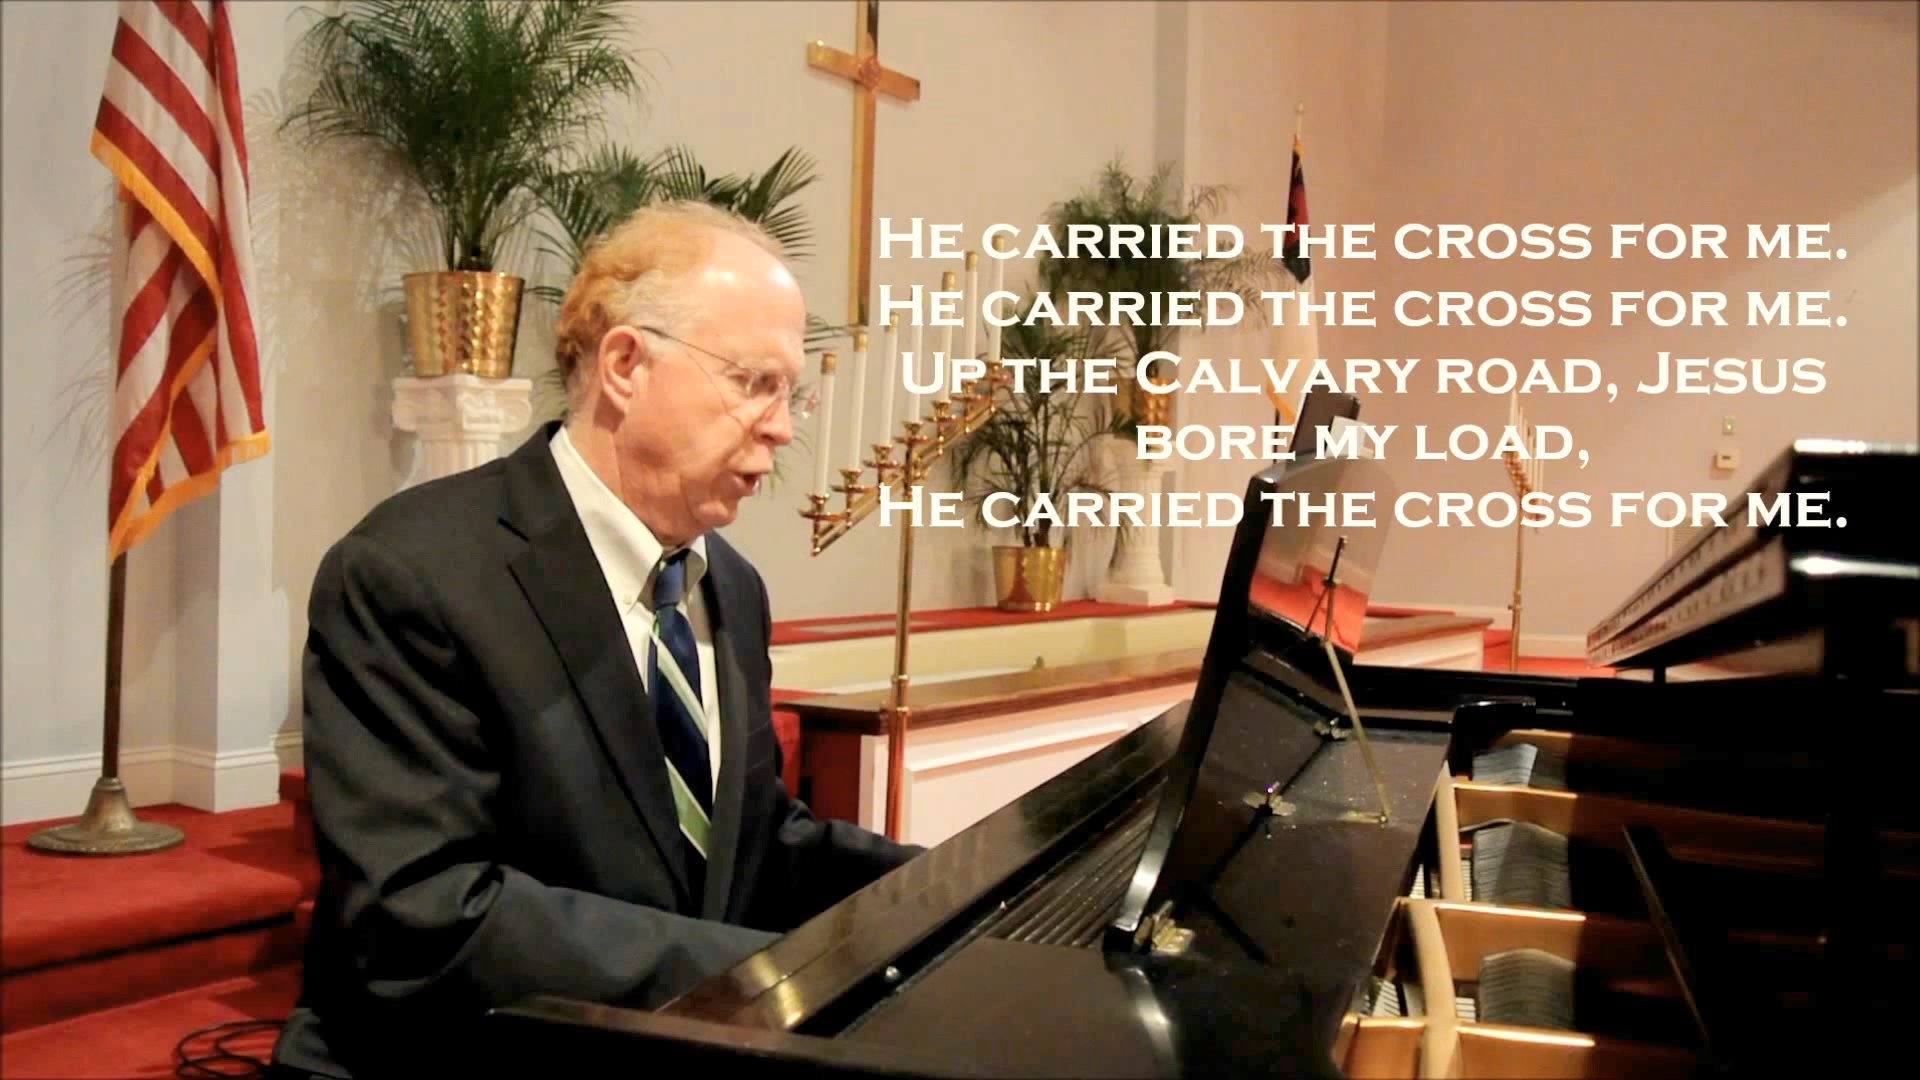 He carried the cross for me.
He carried the cross for me.
Up the Calvary road, Jesus
bore my load,
He carried the cross for me.